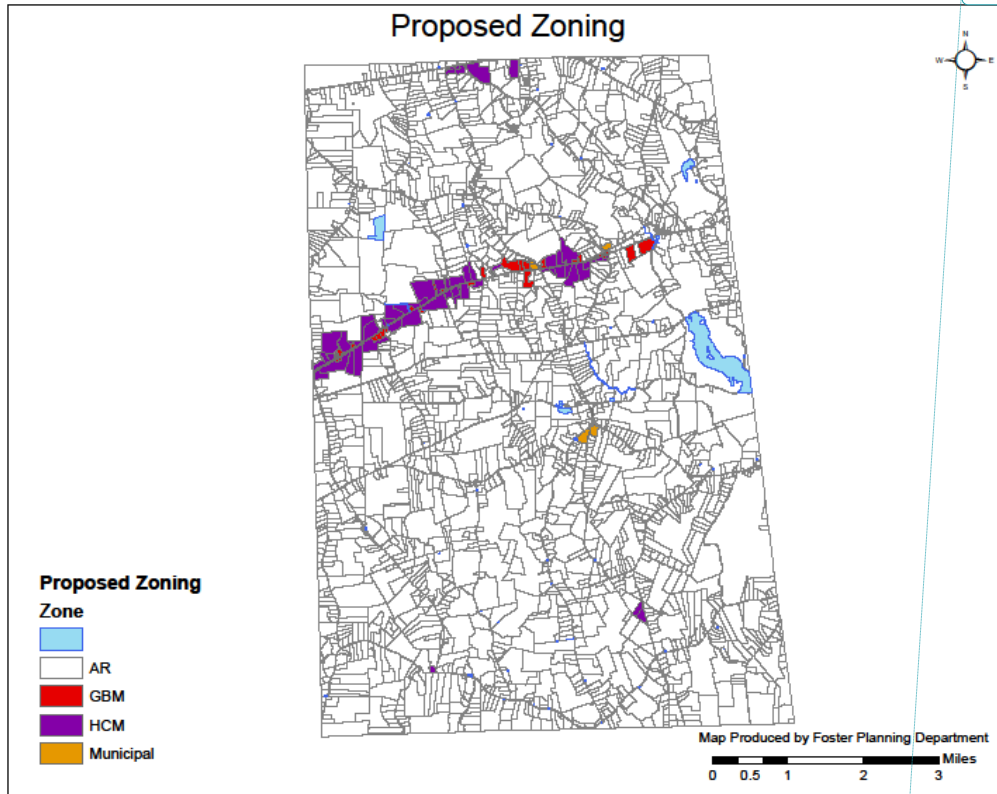 Proposed Zoning
N
W E
S
Proposed Zoning
Zone
AR
GBM
HCM
Municipal
Map Produced by Foster Planning Department
Miles
0 0.5 1 2 3